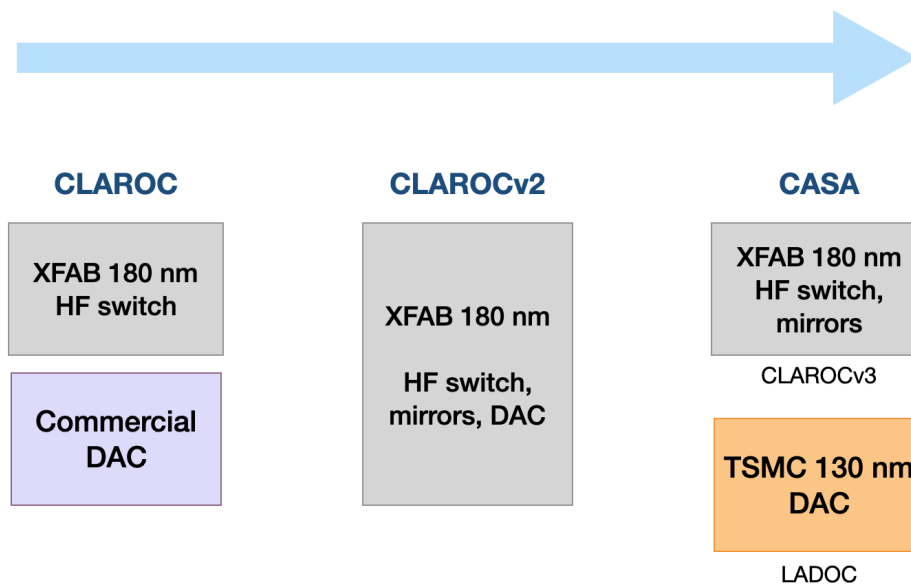 CLAROC
XFAB 180 nm
HF switch
Commercial
DAC
CLAROCv2
XFAB 180 nm
HF switch,
mirrors, DAC
CASA
XFAB 180 nm
HF switch,
mirrors
CLAROCv3
TSMC 130 nm
DAC
LADOC